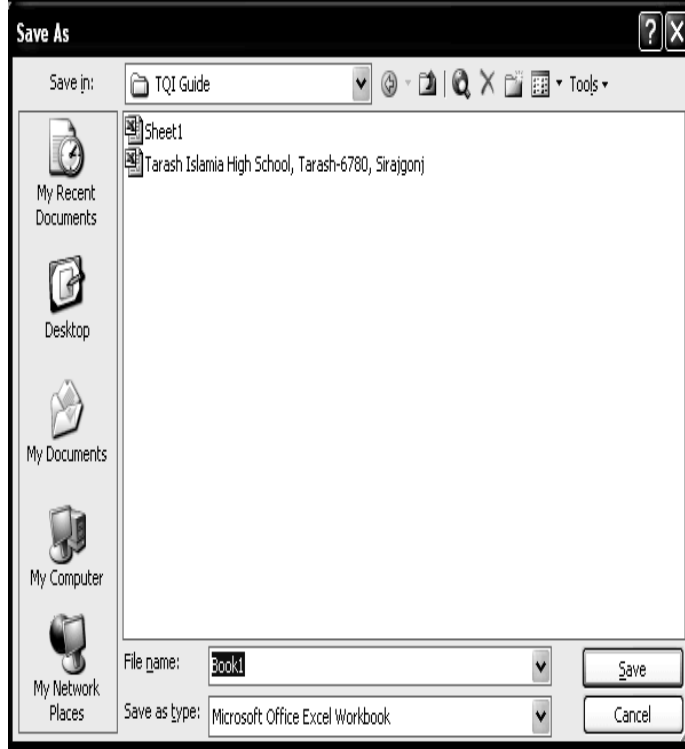 Save As
Save in: TQI Guide Tools
My Recent
Documents
Desktop
My Documents
My Computer
My Network
Places
Sheet1
Tarash Islamia High School, Tarash-6780, Sirajgonj
File name: Book1 Save
Save as type: Microsoft Office Excel Workbook Cancel